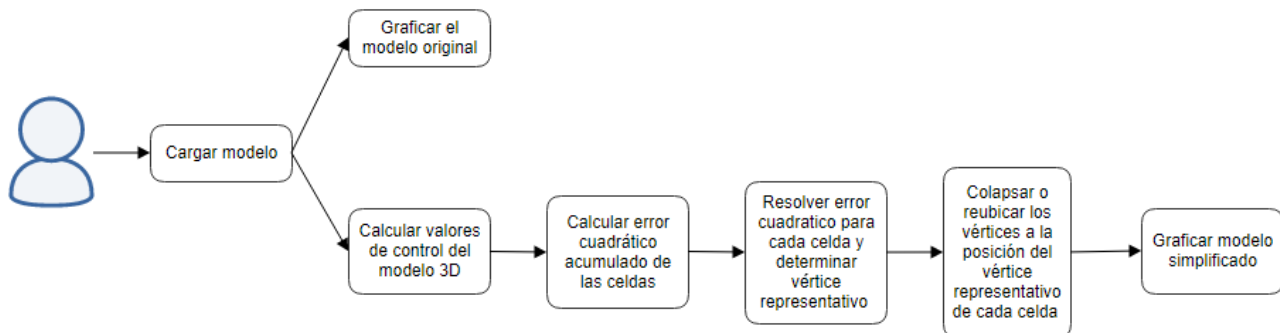 Graficar el
modelo original
Cargar modelo
Calcular valores
de control del
modelo 3D
Calcular error
cuadrático
acumulado de
las celdas
Resolver error
cuadratico para
cada celda y
determinar
vértice
representativo
Colapsar o
reubicar los
vértices a la
posición del
vértice
representativo
de cada celda
Graficar modelo
simplificado